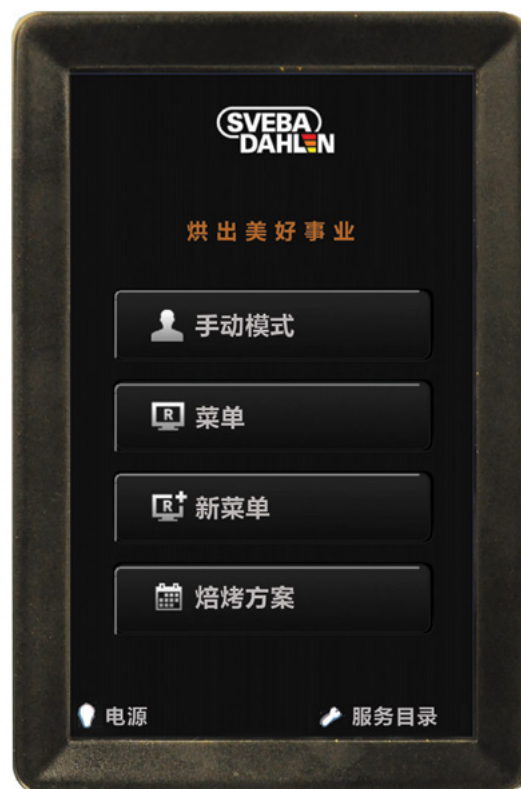 SVEBA
DAHLEN
烘出美好事业
手动模式
R 菜单
R 新菜单
焙烤方案
电源 服务目录